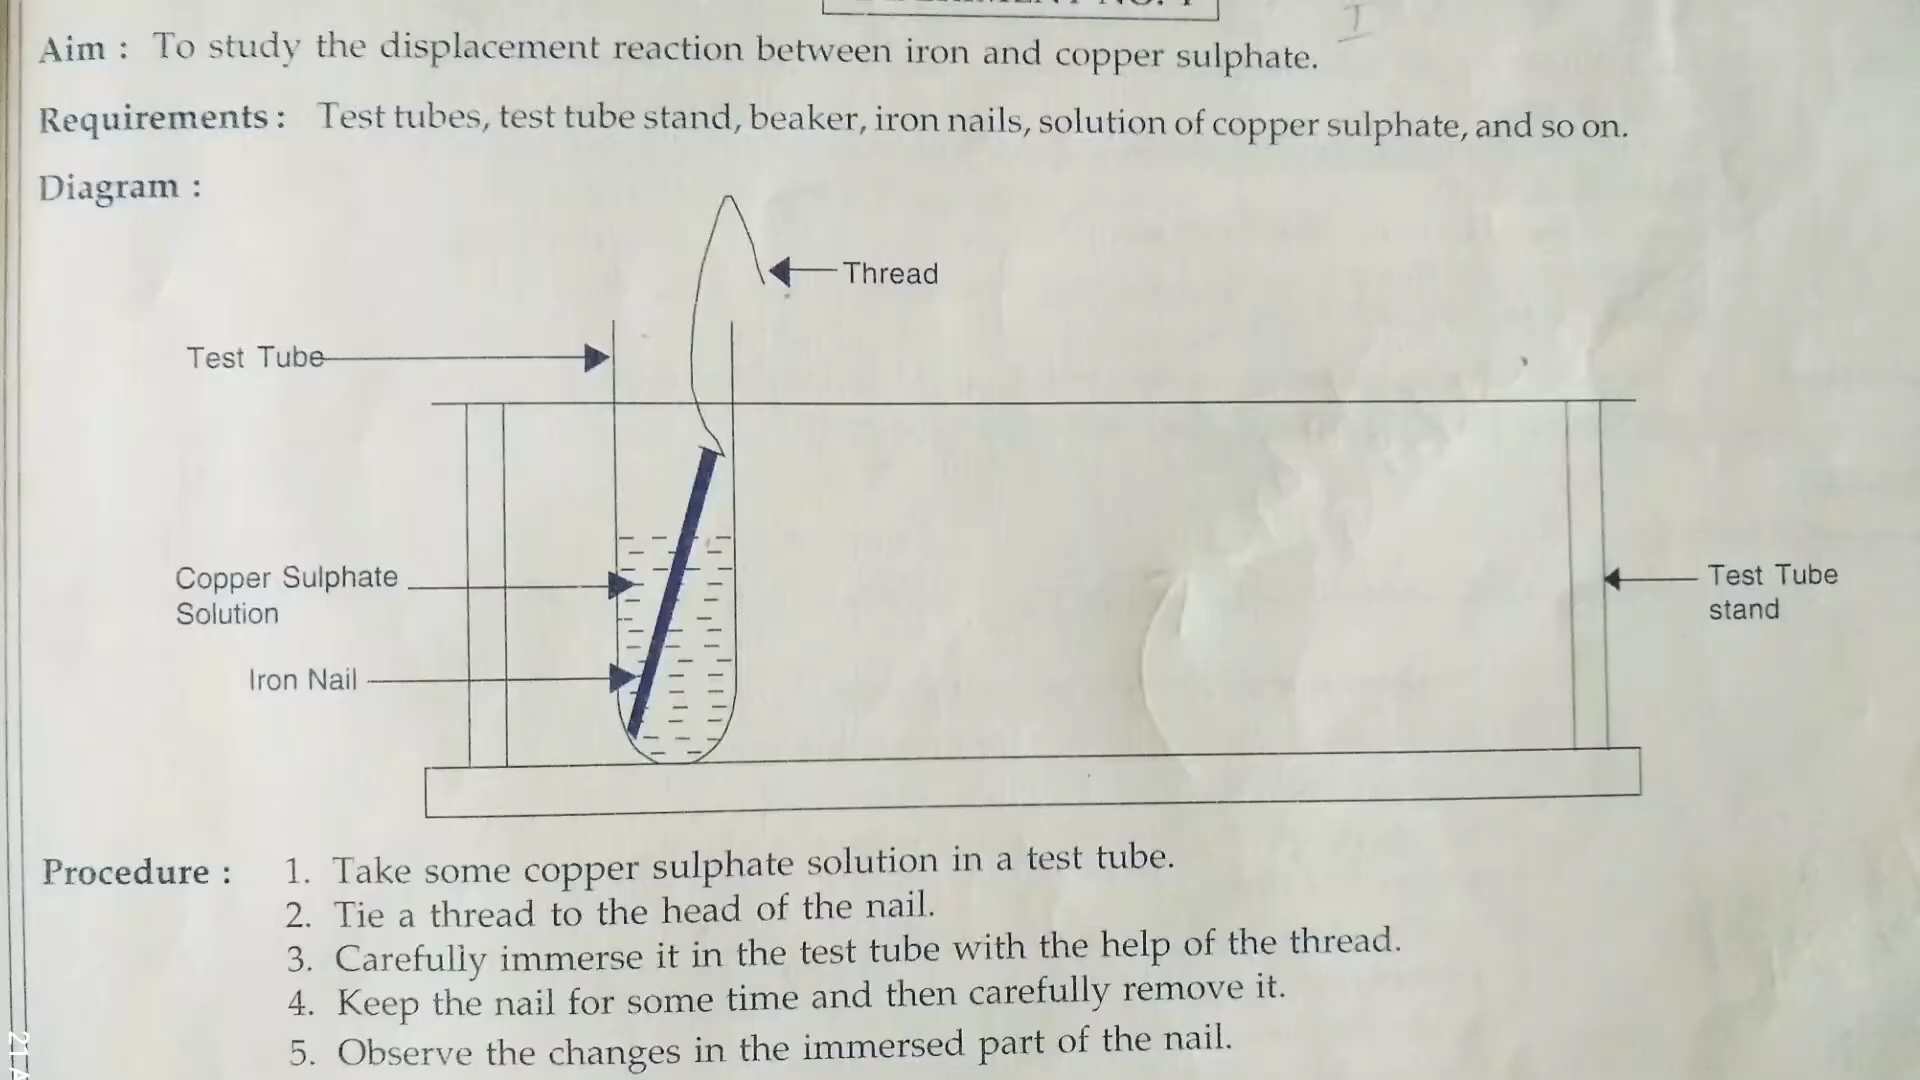 Aim : To study the displacement reaction between iron and copper sulphate.
Requirements : Test tubes, test tube stand, beaker, iron nails, solution of copper sulphate, and so on.
Diagram :
Thread
Test Tube
Copper Sulphate
Solution
Iron Nail
Test Tube
stand
Procedure : 1. Take some copper sulphate solution in a test tube.
2. Tie a thread to the head of the nail.
3. Carefully immerse it in the test tube with the help of the thread.
4. Keep the nail for some time and then carefully remove it.
5. Observe the changes in the immersed part of the nail.